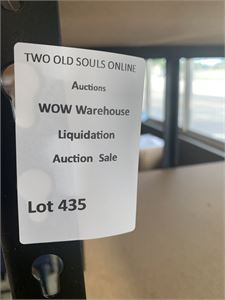 TWO OLD SOULS ONLINE
Auctions
WOW Warehouse
Liquidation
Auction Sale
Lot 435